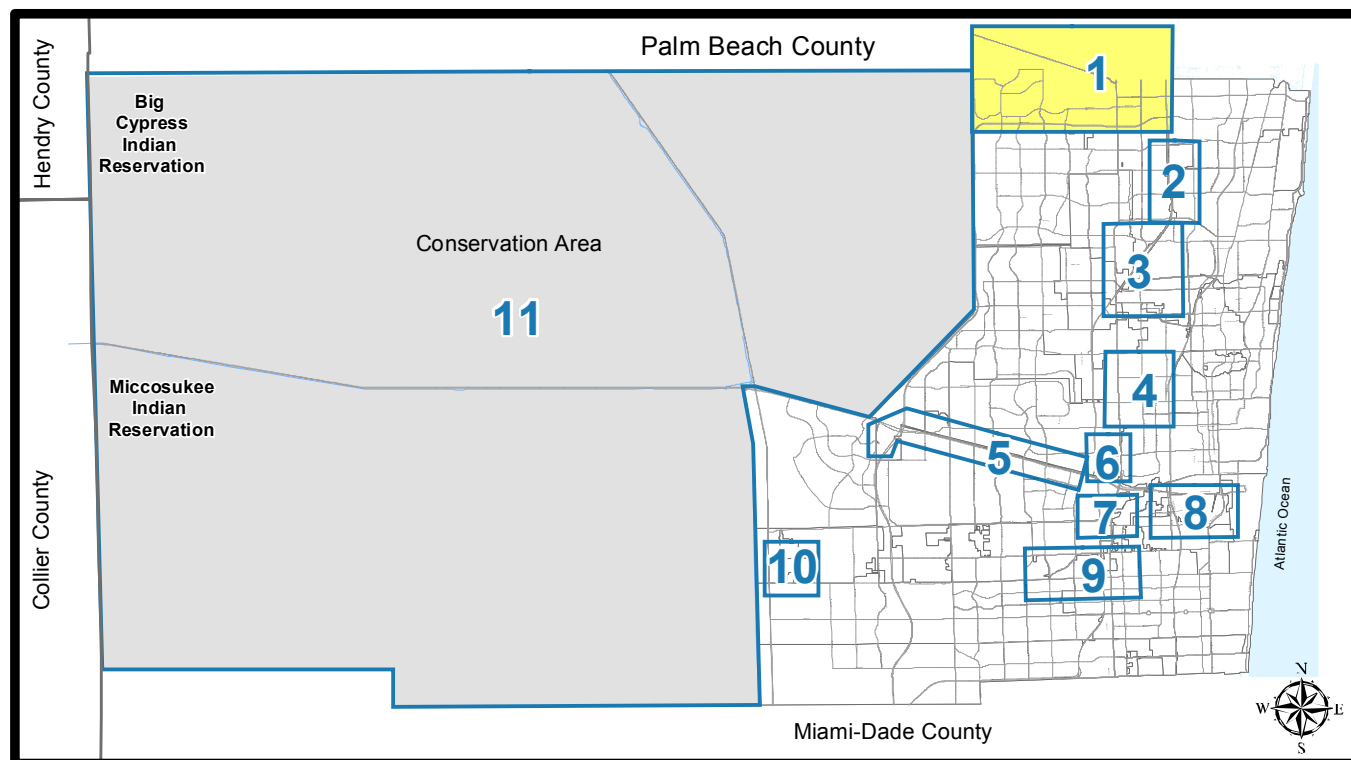 Palm Beach County
Hendry County
Big
Cypress
Indian
Reservation
1
2
Conservation Area
3
11
Miccosukee
Indian
Reservation
4
5
6
7
8
Atlantic Ocean
Collier County
10
9
Miami-Dade County
N
W
E
S